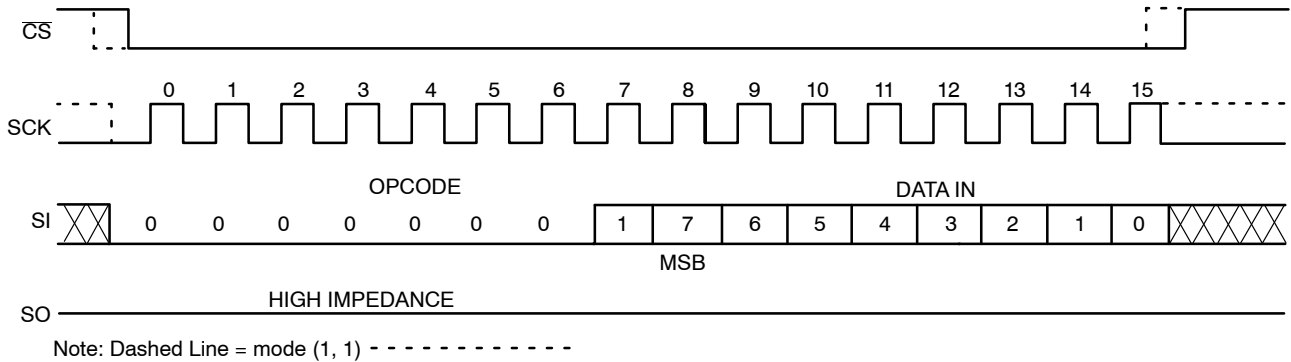 CS
0 1 2 3 4 5 6 7 8 9 10 11 12 13 14 15
SCK
OPCODE DATA IN
SI 0 0 0 0 0 0 0 1 7 6 5 4 3 2 1 0
MSB
HIGH IMPEDANCE
SO
Note: Dashed Line = mode (1, 1)